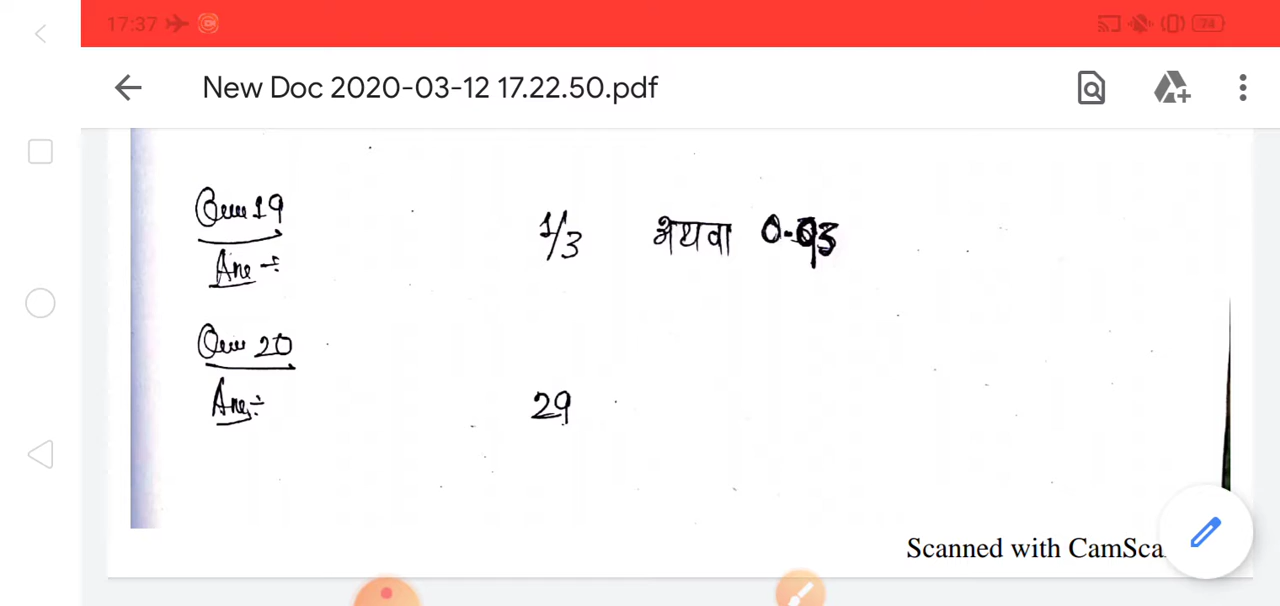 17:37
74
New Doc 2020-03-12 17.22.50.pdf
Ques 19
Ans ÷ 1/3 अथवा
Ques 20
Ans ÷ 29
Scanned with CamSca